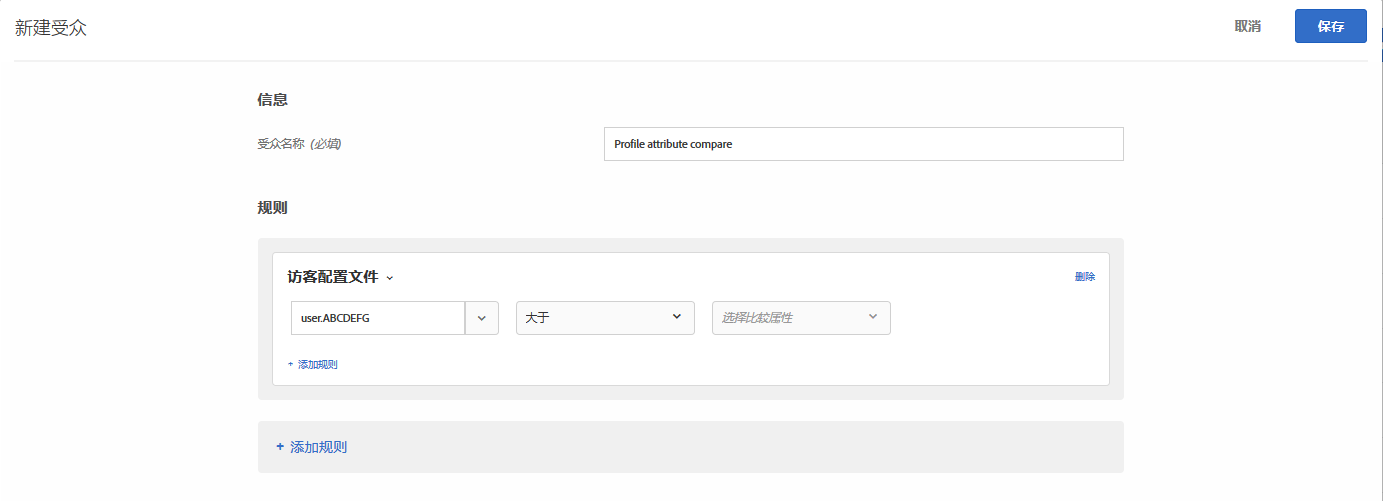 新建受众
取消
保存
信息
受众名称 (必填)
Profile attribute compare
规则
访客配置文件
删除
user.ABCDEFG
大于
选择比较属性
+ 添加规则
+ 添加规则